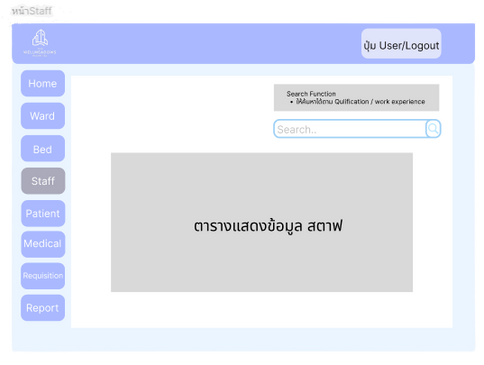 หน้าStaff
ปุ่ม User/Logout
Home
Ward
Bed
Staff
Patient
Medical
Requisition
Report
Search Function
• ให้ค้นหาได้ตาม Qulification / work experience
Search..
ตารางแสดงข้อมูล สตาฟ